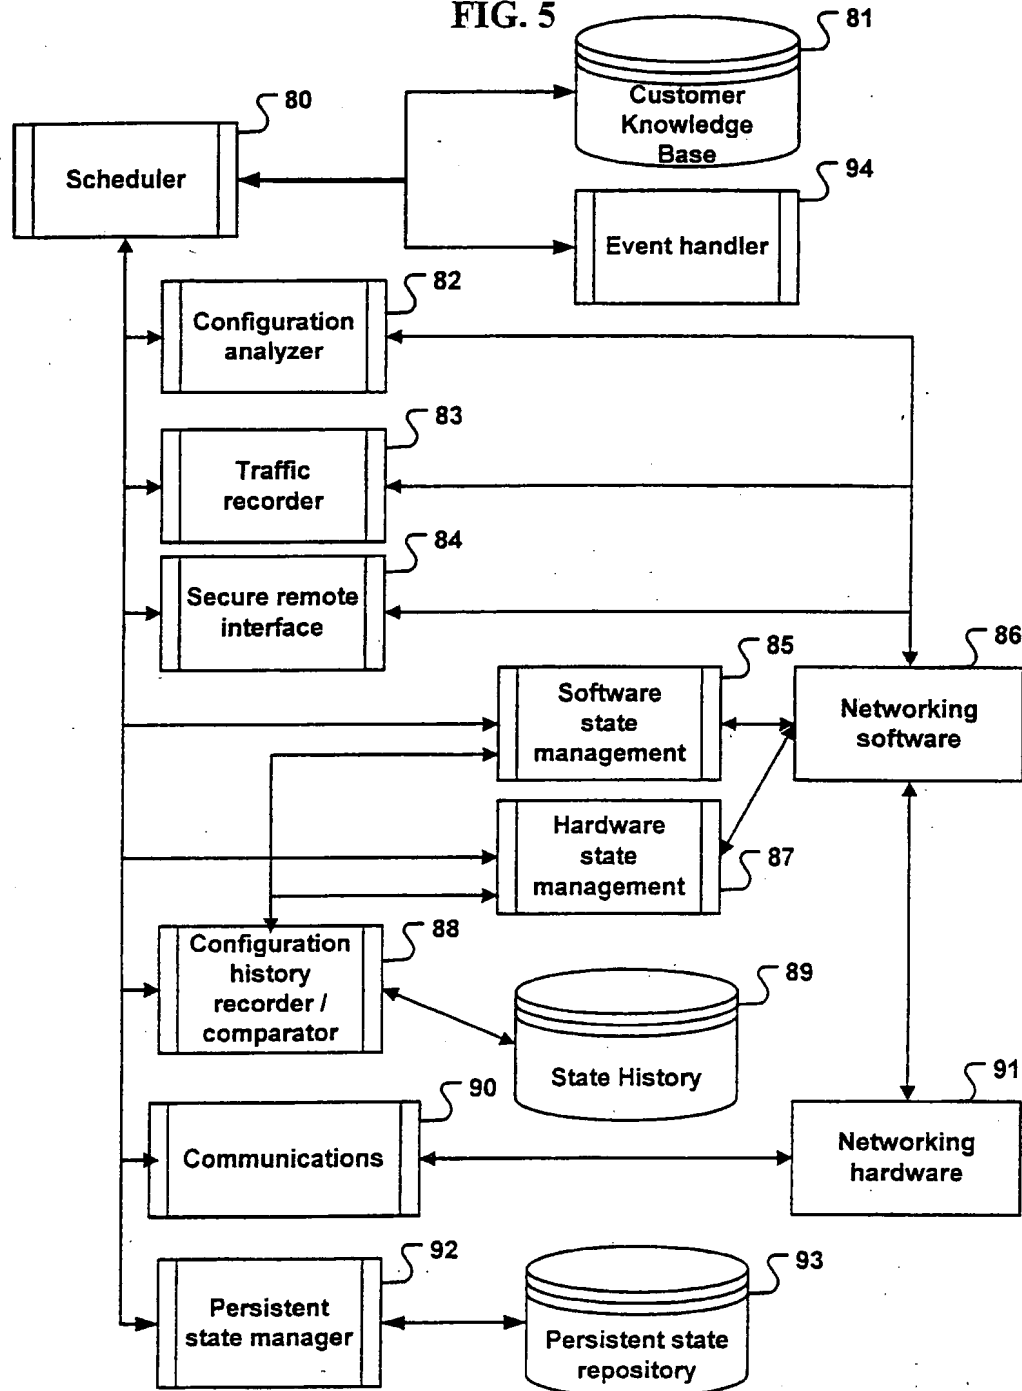 FIG. 5
81
Customer
Knowledge
Base
80
Scheduler
94
Event handler
82
Configuration
analyzer
83
Traffic
recorder
84
Secure remote
interface
85
Software
state
management
86
Networking
software
Hardware
state
management
87
88
Configuration
history
recorder /
comparator
89
State History
90
Communications
91
Networking
hardware
92
Persistent
state manager
93
Persistent state
repository